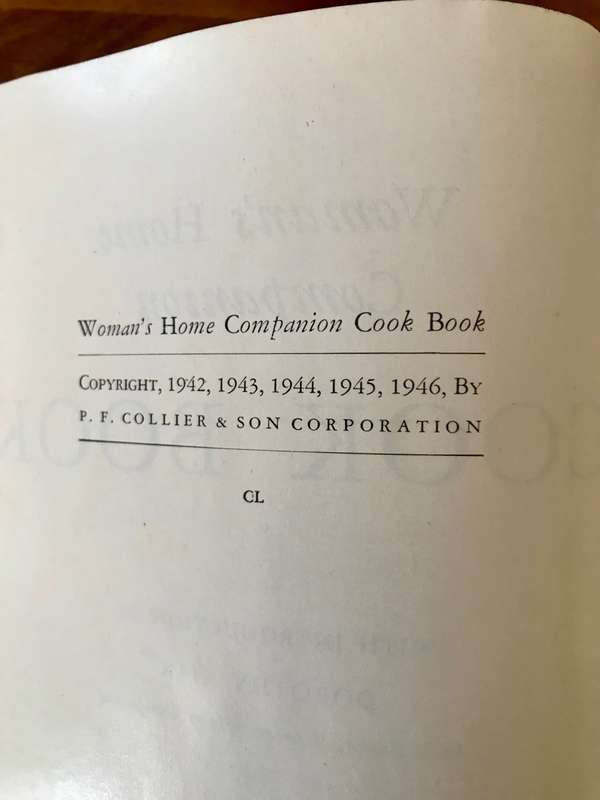 Woman's Home Companion Cook Book
COPYRIGHT, 1942, 1943, 1944, 1945, 1946, BY
P. F. COLLIER & SON CORPORATION
CL